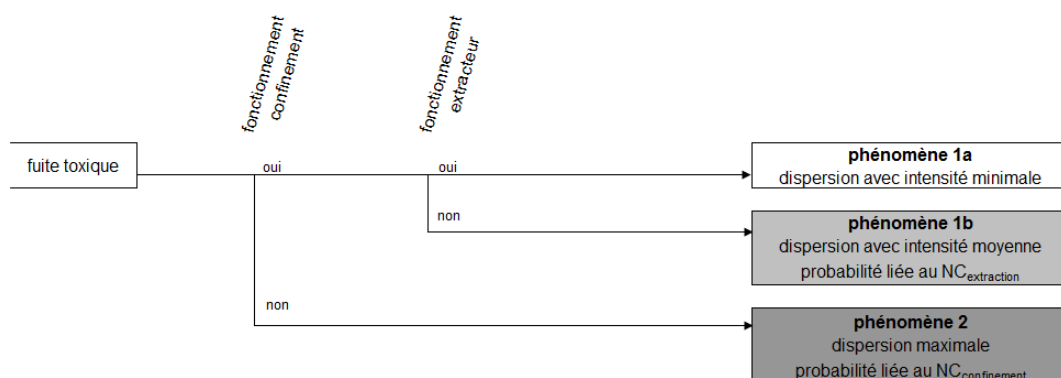 fonctionnement
confinement
fonctionnement
extracteur
fuite toxique
oui
oui
phénomène 1a
dispersion avec intensité minimale
non
phénomène 1b
dispersion avec intensité moyenne
probabilité liée au NCextraction
non
phénomène 2
dispersion maximale
probabilité liée au NCconfinement